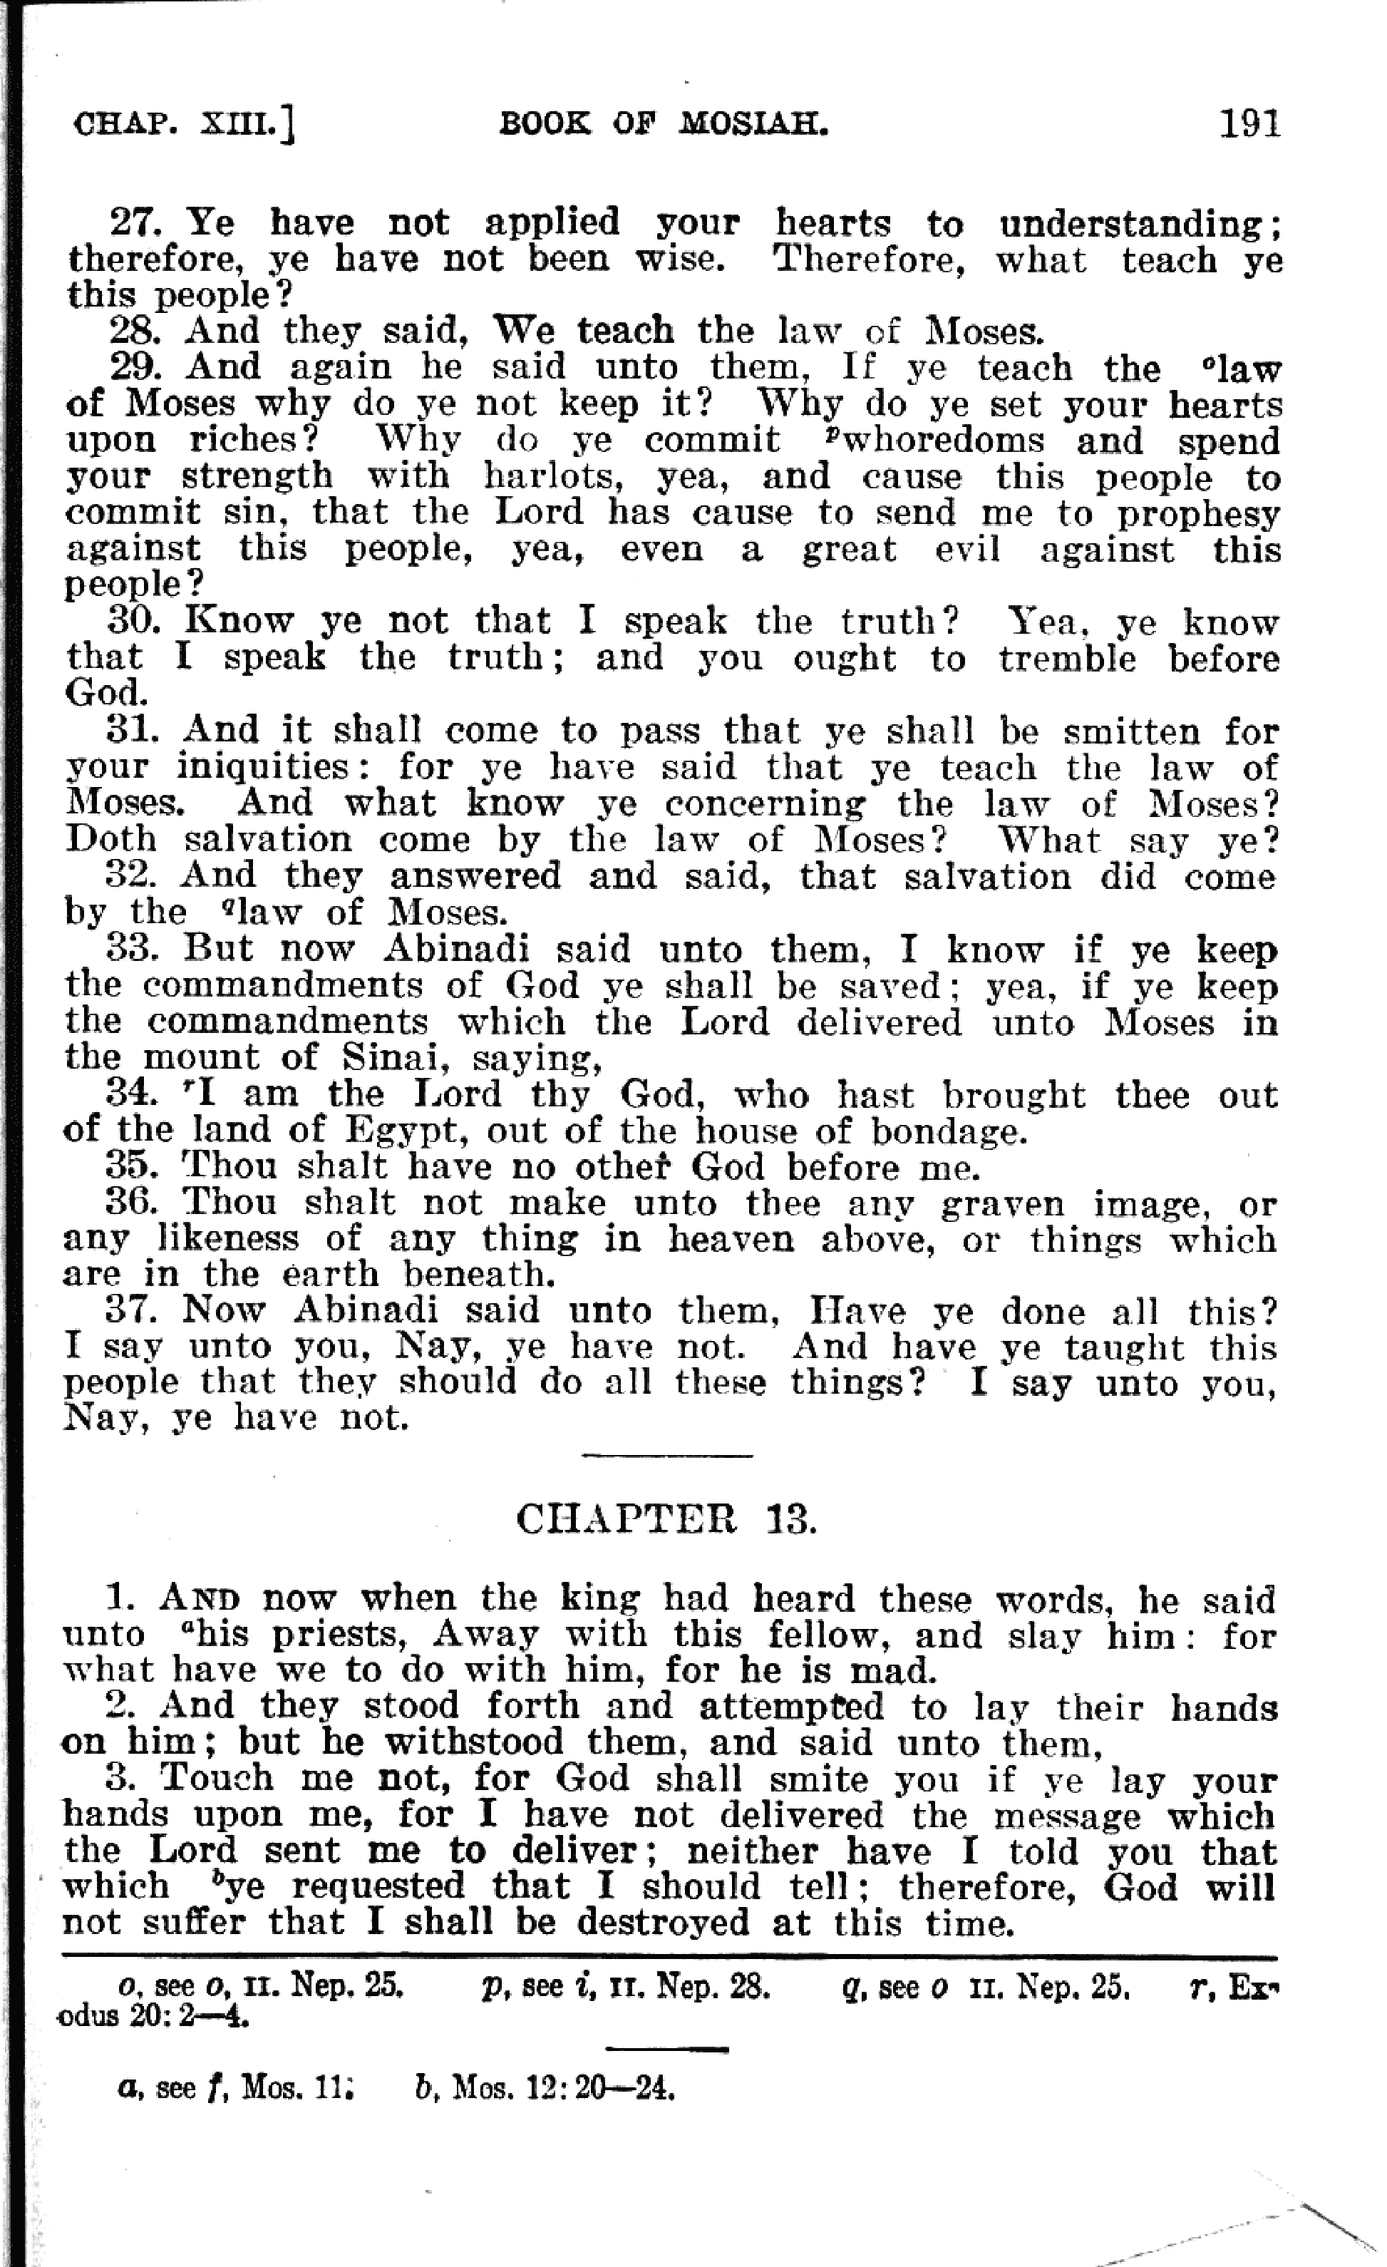 CHAP. XIII.] BOOK OF MOSIAH. 191
27. Ye have not applied your hearts to understanding;
therefore, ye have not been wise. Therefore, what teach ye
this people?
28. And they said, We teach the law of Moses.
29. And again he said unto them, If ye teach the ᵒlaw
of Moses why do ye not keep it? Why do ye set your hearts
upon riches? Why do ye commit ᵖwhoredoms and spend
your strength with harlots, yea, and cause this people to
commit sin, that the Lord has cause to send me to prophesy
against this people, yea, even a great evil against this
people?
30. Know ye not that I speak the truth? Yea, ye know
that I speak the truth; and you ought to tremble before
God.
31. And it shall come to pass that ye shall be smitten for
your iniquities: for ye have said that ye teach the law of
Moses. And what know ye concerning the law of Moses?
Doth salvation come by the law of Moses? What say ye?
32. And they answered and said, that salvation did come
by the qlaw of Moses.
33. But now Abinadi said unto them, I know if ye keep
the commandments of God ye shall be saved; yea, if ye keep
the commandments which the Lord delivered unto Moses in
the mount of Sinai, saying,
34. ʳI am the Lord thy God, who hast brought thee out
of the land of Egypt, out of the house of bondage.
35. Thou shalt have no other God before me.
36. Thou shalt not make unto thee any graven image, or
any likeness of any thing in heaven above, or things which
are in the earth beneath.
37. Now Abinadi said unto them, Have ye done all this?
I say unto you, Nay, ye have not. And have ye taught this
people that they should do all these things? I say unto you,
Nay, ye have not.
CHAPTER 13.
1. AND now when the king had heard these words, he said
unto ᵃhis priests, Away with this fellow, and slay him: for
what have we to do with him, for he is mad.
2. And they stood forth and attempted to lay their hands
on him; but he withstood them, and said unto them,
3. Touch me not, for God shall smite you if ye lay your
hands upon me, for I have not delivered the message which
the Lord sent me to deliver; neither have I told you that
which ᵇye requested that I should tell; therefore, God will
not suffer that I shall be destroyed at this time.
o, see o, II. Nep. 25. p, see i, II. Nep. 28. q, see o II. Nep. 25. r, Ex-
odus 20: 2—4.
a, see f, Mos. 11; b, Mos. 12: 20—24.